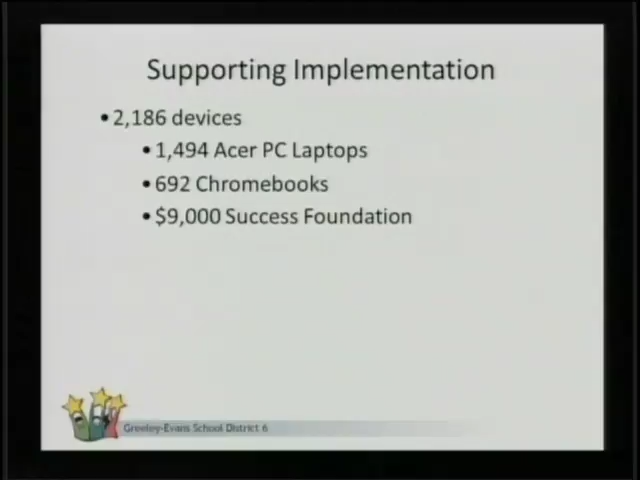 Supporting Implementation
• 2,186 devices
• 1,494 Acer PC Laptops
• 692 Chromebooks
• $9,000 Success Foundation
Greeley-Evans School District 6